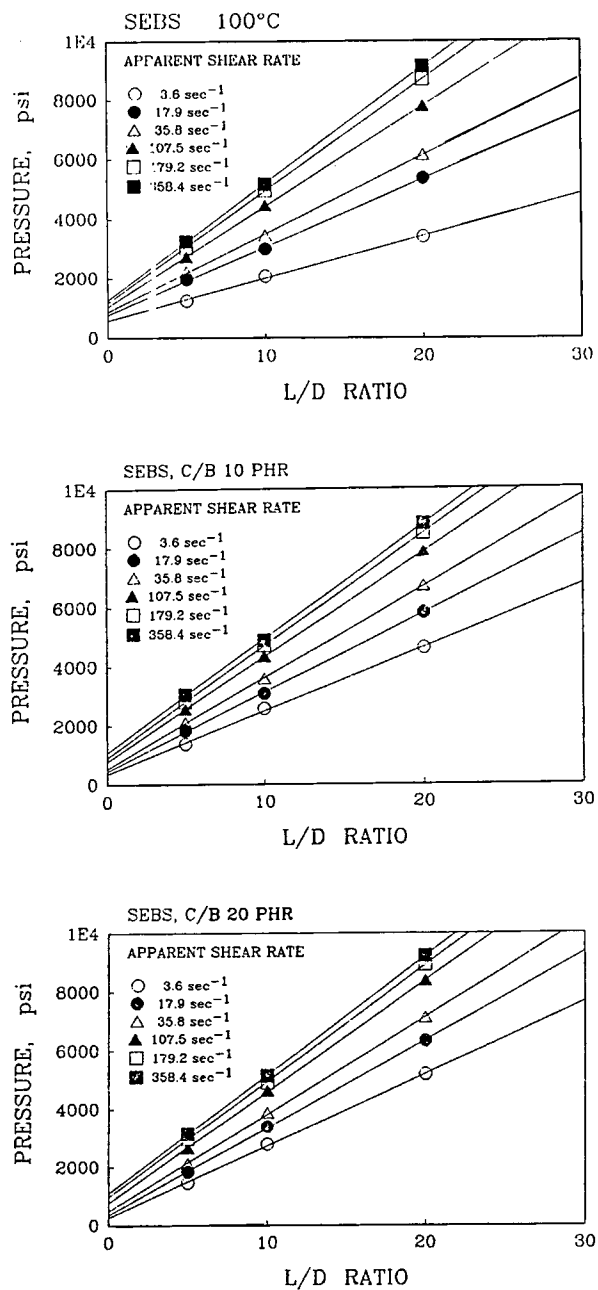 SEBS 100°C
1E4
8000
6000
4000
2000
0
PRESSURE, psi
APPARENT SHEAR RATE
3.6 sec⁻¹
17.9 sec⁻¹
35.8 sec⁻¹
107.5 sec⁻¹
179.2 sec⁻¹
358.4 sec⁻¹
0 10 20 30
L/D RATIO
SEBS, C/B 10 PHR
1E4
8000
6000
4000
2000
0
PRESSURE, psi
APPARENT SHEAR RATE
3.6 sec⁻¹
17.9 sec⁻¹
35.8 sec⁻¹
107.5 sec⁻¹
179.2 sec⁻¹
358.4 sec⁻¹
0 10 20 30
L/D RATIO
SEBS, C/B 20 PHR
1E4
8000
6000
4000
2000
0
PRESSURE, psi
APPARENT SHEAR RATE
3.6 sec⁻¹
17.9 sec⁻¹
35.8 sec⁻¹
107.5 sec⁻¹
179.2 sec⁻¹
358.4 sec⁻¹
0 10 20 30
L/D RATIO